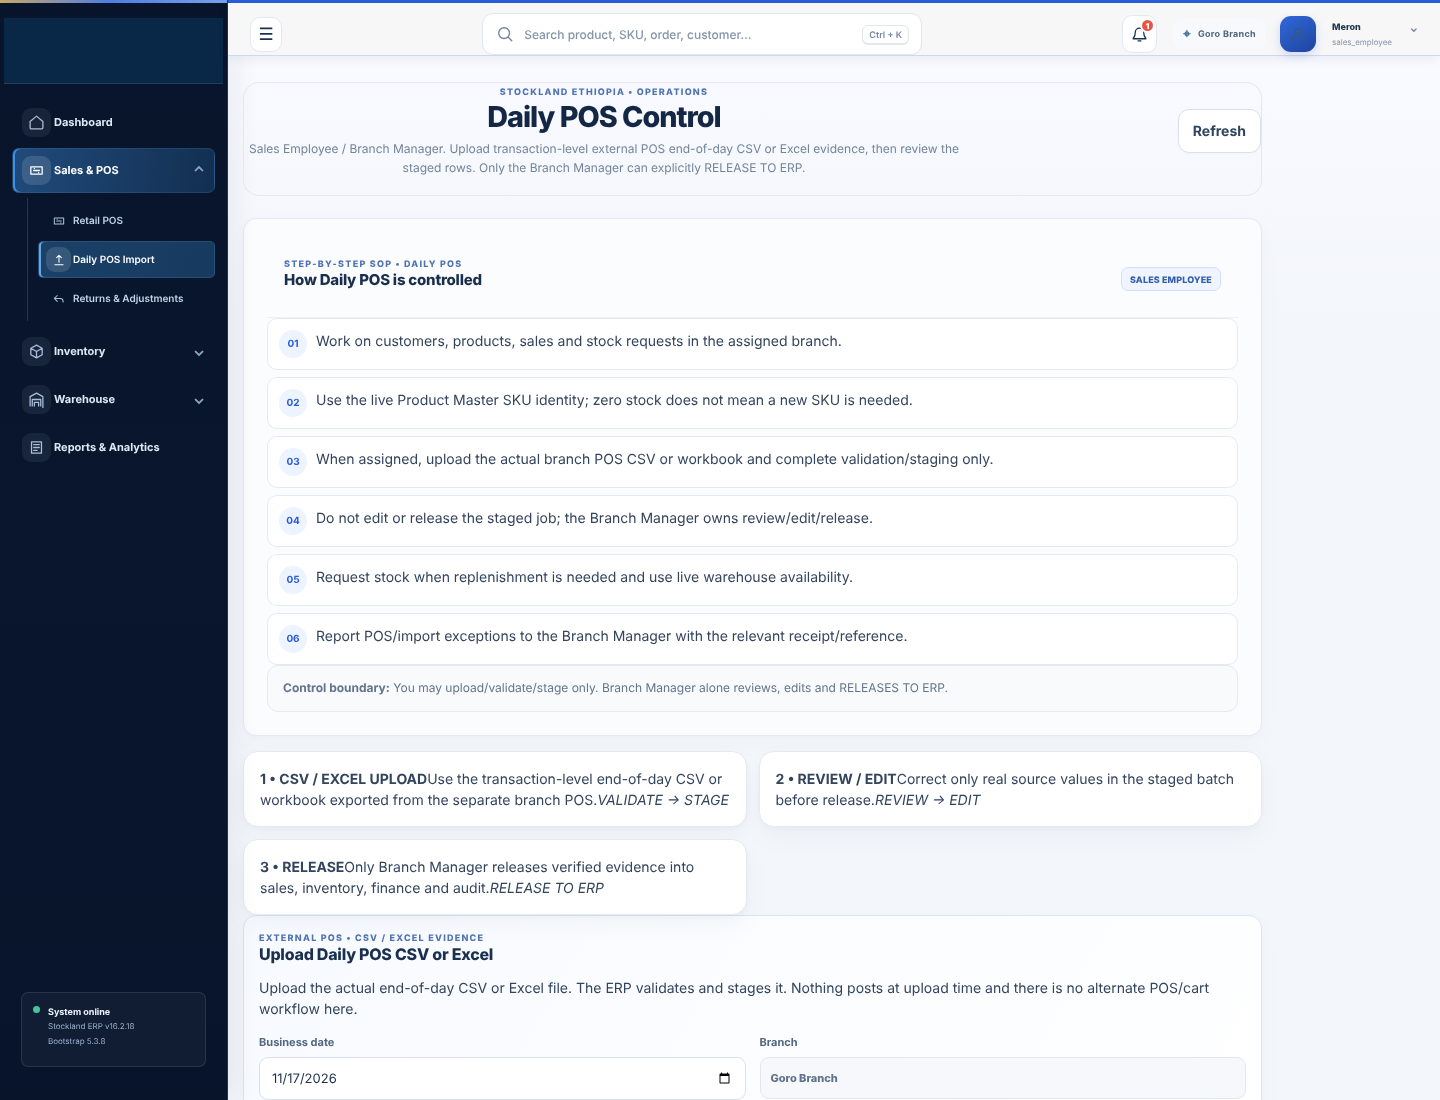 ☰
Search product, SKU, order, customer...
Ctrl + K
1
Goro Branch
Meron
sales_employee
Dashboard
Sales & POS
Retail POS
Daily POS Import
Returns & Adjustments
Inventory
Warehouse
Reports & Analytics
System online
Stockland ERP v16.2.18
Bootstrap 5.3.8
STOCKLAND ETHIOPIA • OPERATIONS
Daily POS Control
Sales Employee / Branch Manager. Upload transaction-level external POS end-of-day CSV or Excel evidence, then review the
staged rows. Only the Branch Manager can explicitly RELEASE TO ERP.
Refresh
STEP-BY-STEP SOP • DAILY POS
How Daily POS is controlled
SALES EMPLOYEE
01 Work on customers, products, sales and stock requests in the assigned branch.
02 Use the live Product Master SKU identity; zero stock does not mean a new SKU is needed.
03 When assigned, upload the actual branch POS CSV or workbook and complete validation/staging only.
04 Do not edit or release the staged job; the Branch Manager owns review/edit/release.
05 Request stock when replenishment is needed and use live warehouse availability.
06 Report POS/import exceptions to the Branch Manager with the relevant receipt/reference.
Control boundary: You may upload/validate/stage only. Branch Manager alone reviews, edits and RELEASES TO ERP.
1 • CSV / EXCEL UPLOADUse the transaction-level end-of-day CSV or
workbook exported from the separate branch POS.VALIDATE → STAGE
2 • REVIEW / EDITCorrect only real source values in the staged batch
before release.REVIEW → EDIT
3 • RELEASEOnly Branch Manager releases verified evidence into
sales, inventory, finance and audit.RELEASE TO ERP
EXTERNAL POS • CSV / EXCEL EVIDENCE
Upload Daily POS CSV or Excel
Upload the actual end-of-day CSV or Excel file. The ERP validates and stages it. Nothing posts at upload time and there is no alternate POS/cart
workflow here.
Business date
11/17/2026
Branch
Goro Branch